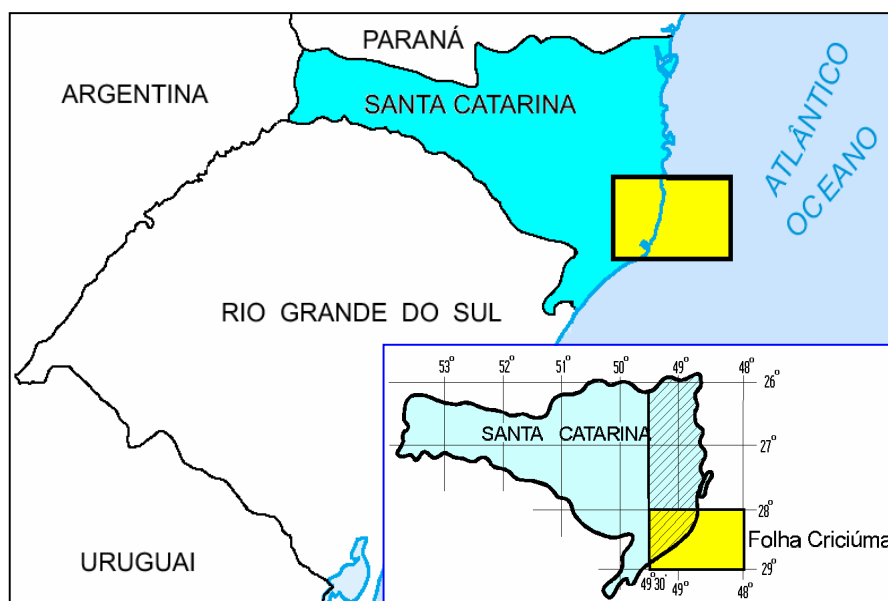 PARANÁ
ARGENTINA
SANTA CATARINA
ATLÂNTICO
OCEANO
RIO GRANDE DO SUL
URUGUAI
53° 52° 51° 50° 49° 48°
26°
SANTA CATARINA
27°
28°
Folha Criciúma
29°
49°30' 49° 48°